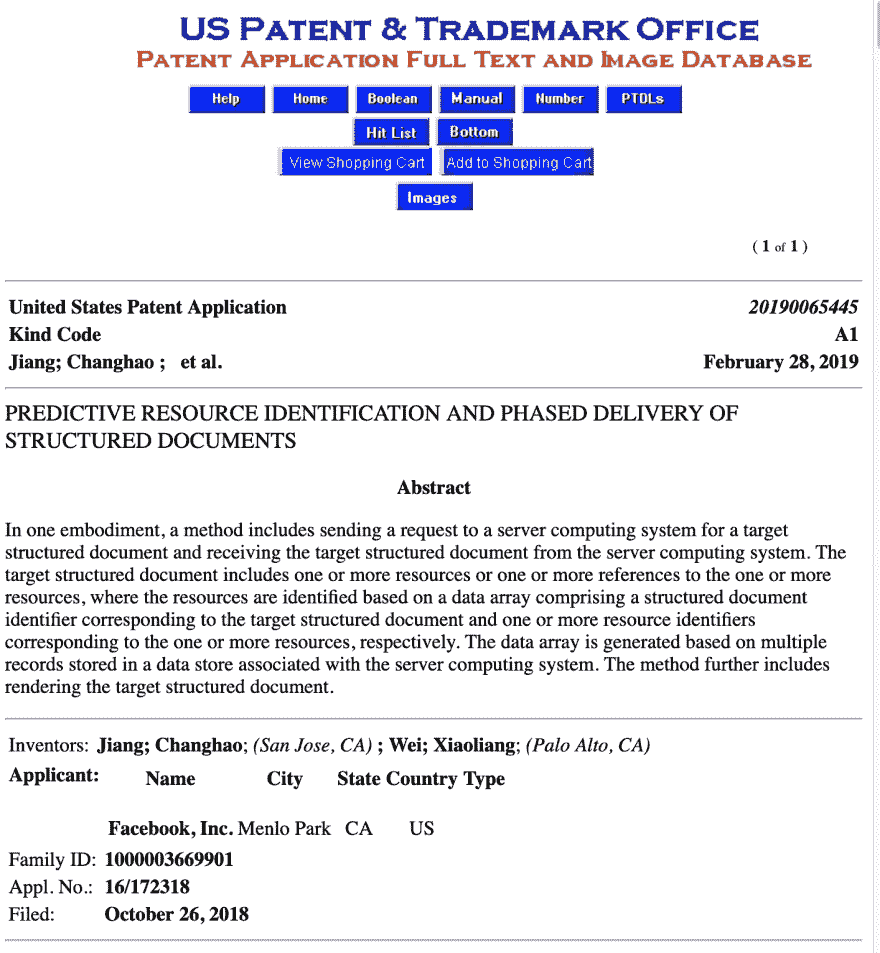 US PATENT & TRADEMARK OFFICE
PATENT APPLICATION FULL TEXT AND IMAGE DATABASE
Help Home Boolean Manual Number PTDLs
Hit List Bottom
View Shopping Cart Add to Shopping Cart
Images
( 1 of 1 )
United States Patent Application 20190065445
Kind Code A1
Jiang; Changhao ; et al. February 28, 2019
PREDICTIVE RESOURCE IDENTIFICATION AND PHASED DELIVERY OF
STRUCTURED DOCUMENTS
Abstract
In one embodiment, a method includes sending a request to a server computing system for a target
structured document and receiving the target structured document from the server computing system. The
target structured document includes one or more resources or one or more references to the one or more
resources, where the resources are identified based on a data array comprising a structured document
identifier corresponding to the target structured document and one or more resource identifiers
corresponding to the one or more resources, respectively. The data array is generated based on multiple
records stored in a data store associated with the server computing system. The method further includes
rendering the target structured document.
Inventors: Jiang; Changhao; (San Jose, CA) ; Wei; Xiaoliang; (Palo Alto, CA)
Applicant: Name City State Country Type
Facebook, Inc. Menlo Park CA US
Family ID: 1000003669901
Appl. No.: 16/172318
Filed: October 26, 2018